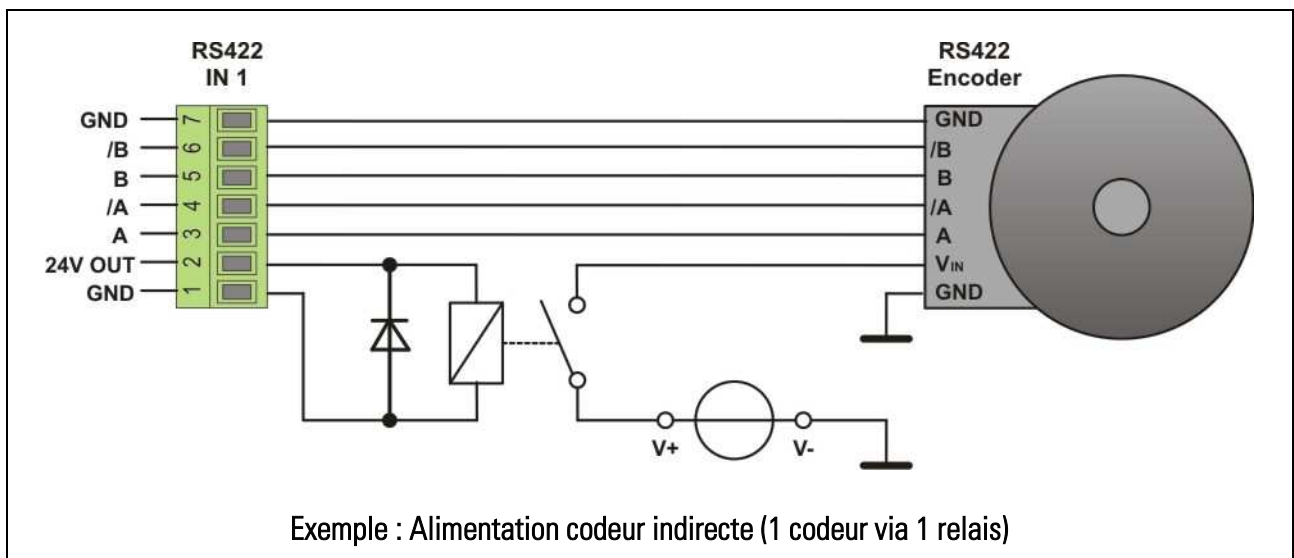 RS422
IN 1
GND 7
/B 6
B 5
/A 4
A 3
24V OUT 2
GND 1
RS422
Encoder
GND
/B
B
/A
A
VIN
GND
V+
V-
Exemple : Alimentation codeur indirecte (1 codeur via 1 relais)